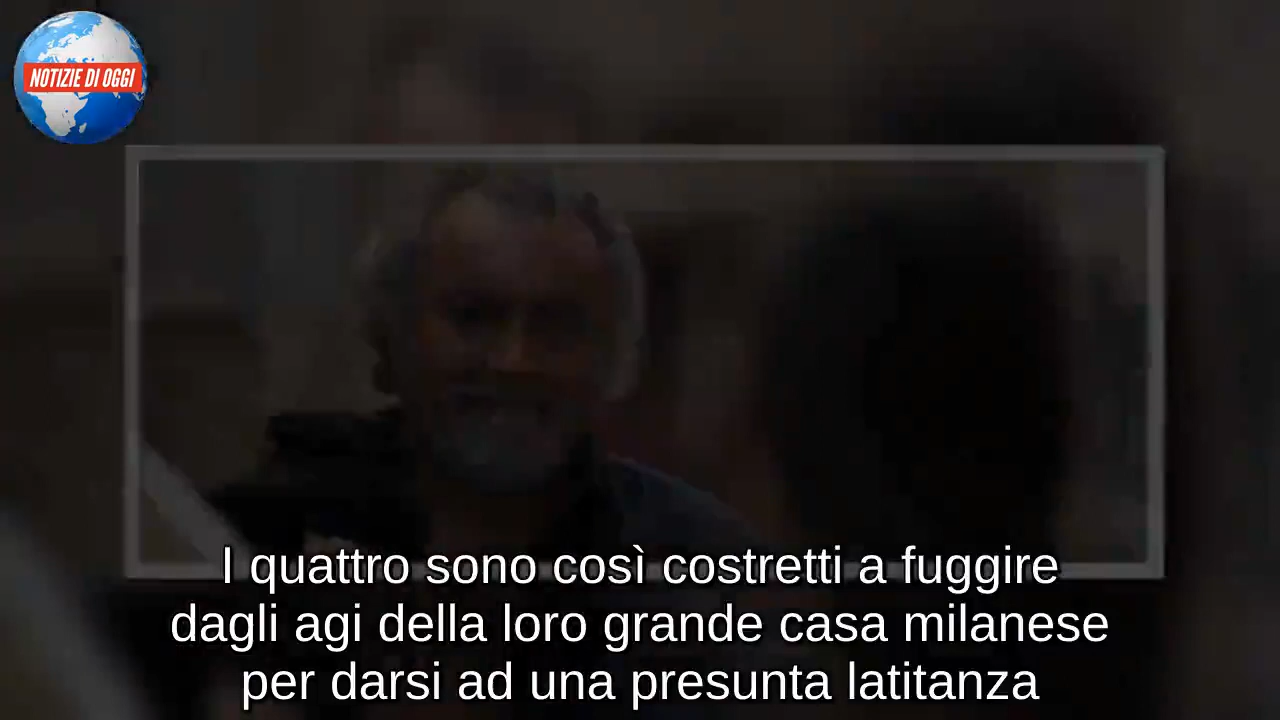 NOTIZIE DI OGGI
I quattro sono così costretti a fuggire
dagli agi della loro grande casa milanese
per darsi ad una presunta latitanza